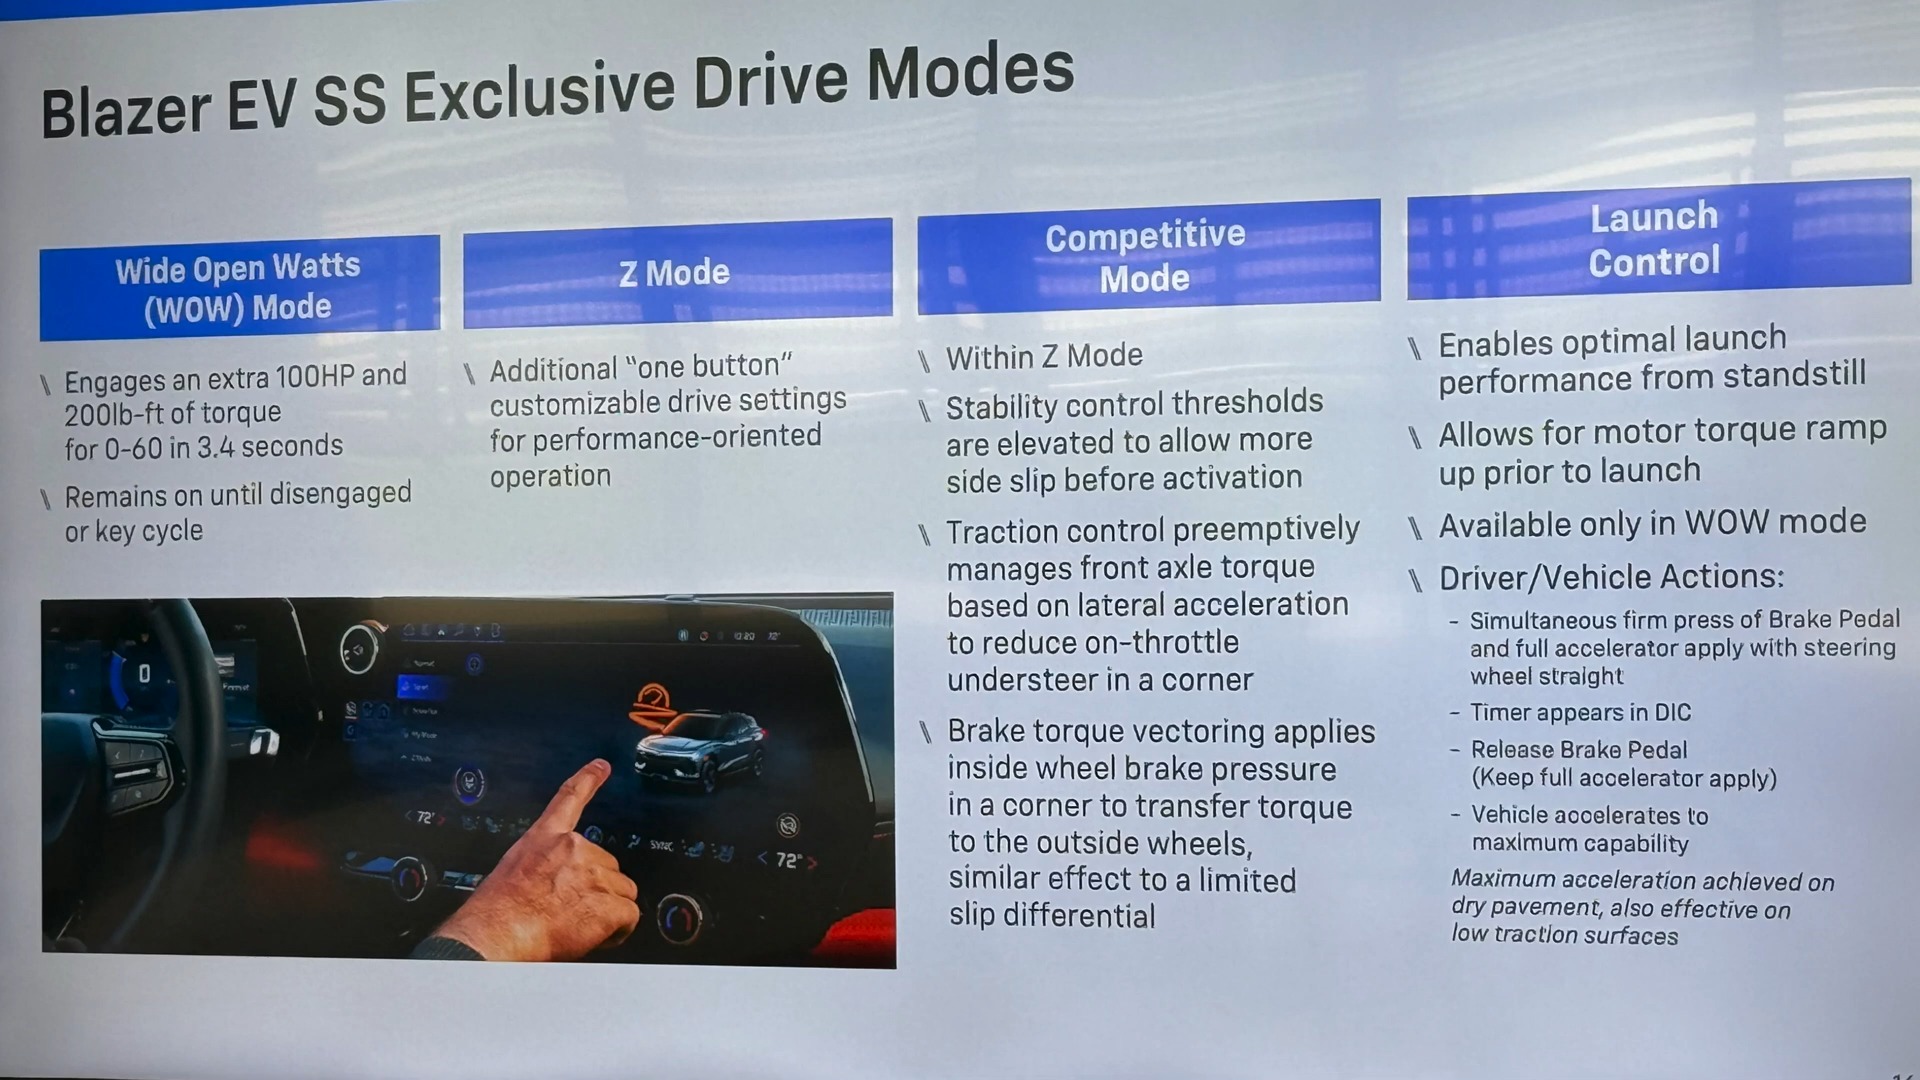 Blazer EV SS Exclusive Drive Modes
Wide Open Watts
(WOW) Mode
\\ Engages an extra 100HP and
200lb-ft of torque
for 0-60 in 3.4 seconds
\\ Remains on until disengaged
or key cycle
Z Mode
\\ Additional "one button"
customizable drive settings
for performance-oriented
operation
Competitive
Mode
\\ Within Z Mode
\\ Stability control thresholds
are elevated to allow more
side slip before activation
\\ Traction control preemptively
manages front axle torque
based on lateral acceleration
to reduce on-throttle
understeer in a corner
\\ Brake torque vectoring applies
inside wheel brake pressure
in a corner to transfer torque
to the outside wheels,
similar effect to a limited
slip differential
Launch
Control
\\ Enables optimal launch
performance from standstill
\\ Allows for motor torque ramp
up prior to launch
\\ Available only in WOW mode
\\ Driver/Vehicle Actions:
- Simultaneous firm press of Brake Pedal
and full accelerator apply with steering
wheel straight
- Timer appears in DIC
- Release Brake Pedal
(Keep full accelerator apply)
- Vehicle accelerates to
maximum capability
Maximum acceleration achieved on
dry pavement, also effective on
low traction surfaces
0
72°
SYNC
< 72° >